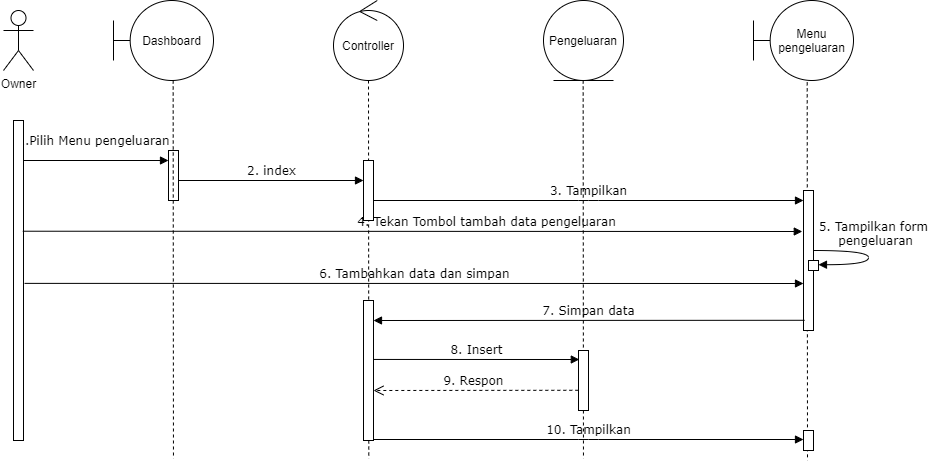 Dashboard
Controller
Pengeluaran
Menu
pengeluaran
Owner
.Pilih Menu pengeluaran
2. index
3. Tampilkan
4. Tekan Tombol tambah data pengeluaran
5. Tampilkan form
pengeluaran
6. Tambahkan data dan simpan
7. Simpan data
8. Insert
9. Respon
10. Tampilkan